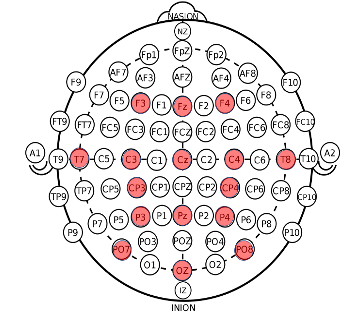 NASION
NZ
Fp1 FpZ Fp2
AF7 AF3 AFZ AF4 AF8
F9 F7 F5 F3 F1 Fz F2 F4 F6 F8 F10
FT9 FT7 FC5 FC3 FC1 FCZ FC2 FC4 FC6 FC8 FC10
A1 T9 T7 C5 C3 C1 Cz C2 C4 C6 T8 T10 A2
TP9 TP7 CP5 CP3 CP1 CPZ CP2 CP4 CP6 CP8 CP10
P9 P7 P5 P3 P1 Pz P2 P4 P6 P8 P10
PO7 PO3 POZ PO4 PO8
O1 OZ O2
IZ
INION